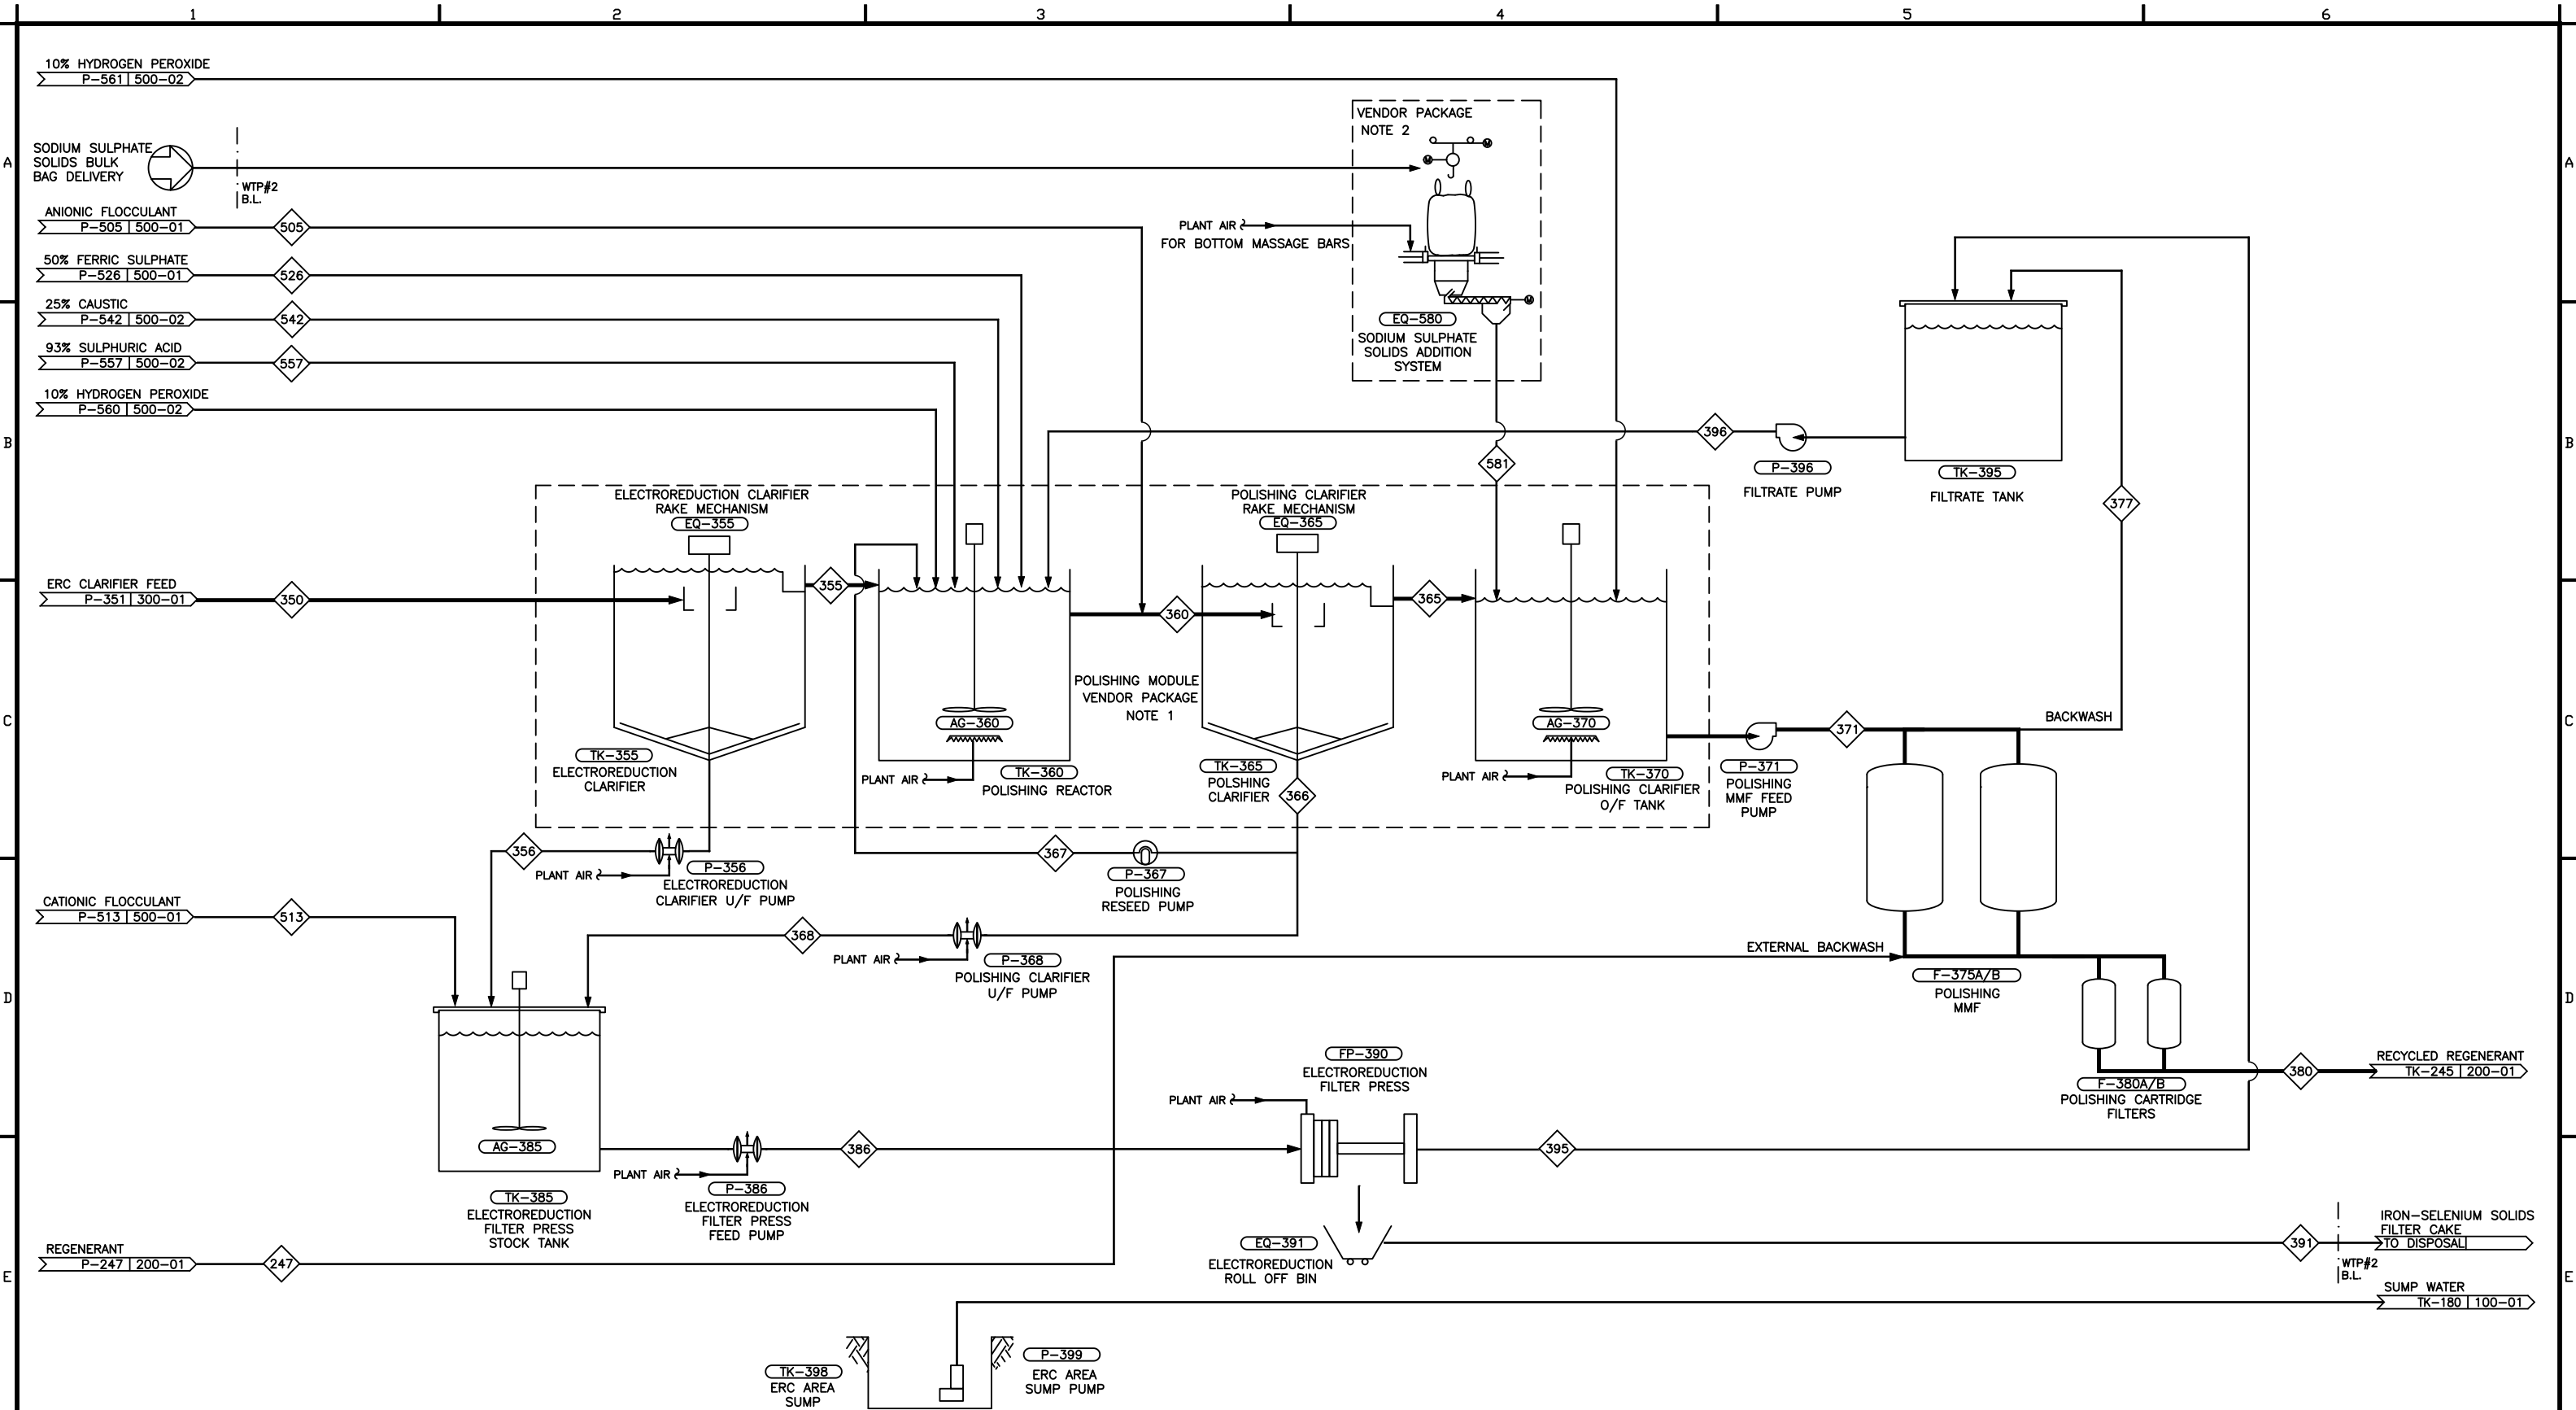 1 2 3 4 5 6
A A
B B
C C
D D
E E
10% HYDROGEN PEROXIDE
P-561 500-02
SODIUM SULPHATE
SOLIDS BULK
BAG DELIVERY
WTP#2
B.L.
ANIONIC FLOCCULANT
P-505 500-01
505
50% FERRIC SULPHATE
P-526 500-01
526
25% CAUSTIC
P-542 500-02
542
93% SULPHURIC ACID
P-557 500-02
557
10% HYDROGEN PEROXIDE
P-560 500-02
VENDOR PACKAGE
NOTE 2
M
M
PLANT AIR
FOR BOTTOM MASSAGE BARS
M
EQ-580
SODIUM SULPHATE
SOLIDS ADDITION
SYSTEM
581
396
P-396
FILTRATE PUMP
TK-395
FILTRATE TANK
377
ERC CLARIFIER FEED
P-351 300-01
350
ELECTROREDUCTION CLARIFIER
RAKE MECHANISM
EQ-355
355
TK-355
ELECTROREDUCTION
CLARIFIER
AG-360
PLANT AIR
TK-360
POLISHING REACTOR
360
POLISHING MODULE
VENDOR PACKAGE
NOTE 1
POLISHING CLARIFIER
RAKE MECHANISM
EQ-365
365
TK-365
POLSHING
CLARIFIER
366
AG-370
PLANT AIR
TK-370
POLISHING CLARIFIER
O/F TANK
P-371
POLISHING
MMF FEED
PUMP
371
BACKWASH
356
PLANT AIR
P-356
ELECTROREDUCTION
CLARIFIER U/F PUMP
367
P-367
POLISHING
RESEED PUMP
CATIONIC FLOCCULANT
P-513 500-01
513
368
PLANT AIR
P-368
POLISHING CLARIFIER
U/F PUMP
EXTERNAL BACKWASH
F-375A/B
POLISHING
MMF
F-380A/B
POLISHING CARTRIDGE
FILTERS
380
RECYCLED REGENERANT
TK-245 200-01
AG-385
TK-385
ELECTROREDUCTION
FILTER PRESS
STOCK TANK
PLANT AIR
P-386
ELECTROREDUCTION
FILTER PRESS
FEED PUMP
386
FP-390
ELECTROREDUCTION
FILTER PRESS
PLANT AIR
395
REGENERANT
P-247 200-01
247
EQ-391
ELECTROREDUCTION
ROLL OFF BIN
391
WTP#2
B.L.
IRON-SELENIUM SOLIDS
FILTER CAKE
TO DISPOSAL
SUMP WATER
TK-180 100-01
TK-398
ERC AREA
SUMP
P-399
ERC AREA
SUMP PUMP